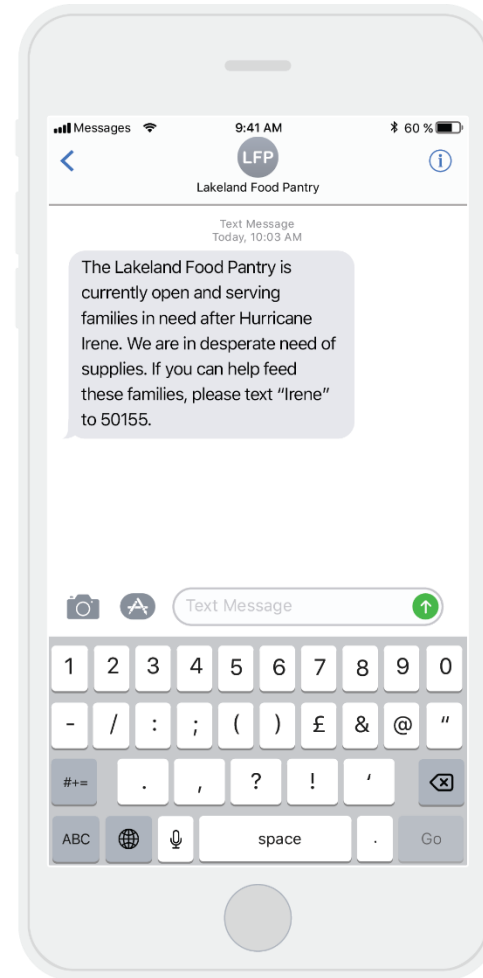 Messages 9:41 AM 60 %
LFP
Lakeland Food Pantry
Text Message
Today, 10:03 AM
The Lakeland Food Pantry is
currently open and serving
families in need after Hurricane
Irene. We are in desperate need of
supplies. If you can help feed
these families, please text “Irene”
to 50155.
Text Message
1 2 3 4 5 6 7 8 9 0
- / : ; ( ) £ & @ "
#+= . , ? ! ‘
ABC space . Go